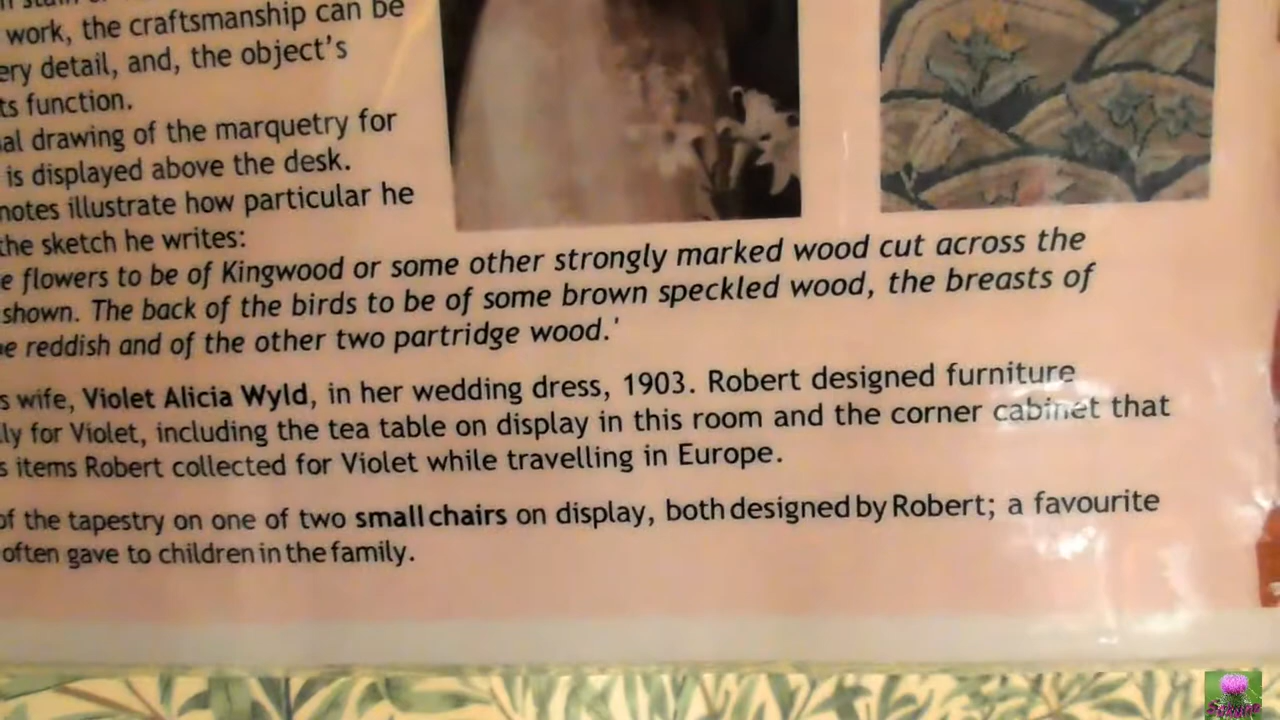 work, the craftsmanship can be
ery detail, and, the object's
ts function.
al drawing of the marquetry for
is displayed above the desk.
notes illustrate how particular he
the sketch he writes:
e flowers to be of Kingwood or some other strongly marked wood cut across the
shown. The back of the birds to be of some brown speckled wood, the breasts of
e reddish and of the other two partridge wood.'
s wife, Violet Alicia Wyld, in her wedding dress, 1903. Robert designed furniture
lly for Violet, including the tea table on display in this room and the corner cabinet that
s items Robert collected for Violet while travelling in Europe.
of the tapestry on one of two small chairs on display, both designed by Robert; a favourite
often gave to children in the family.